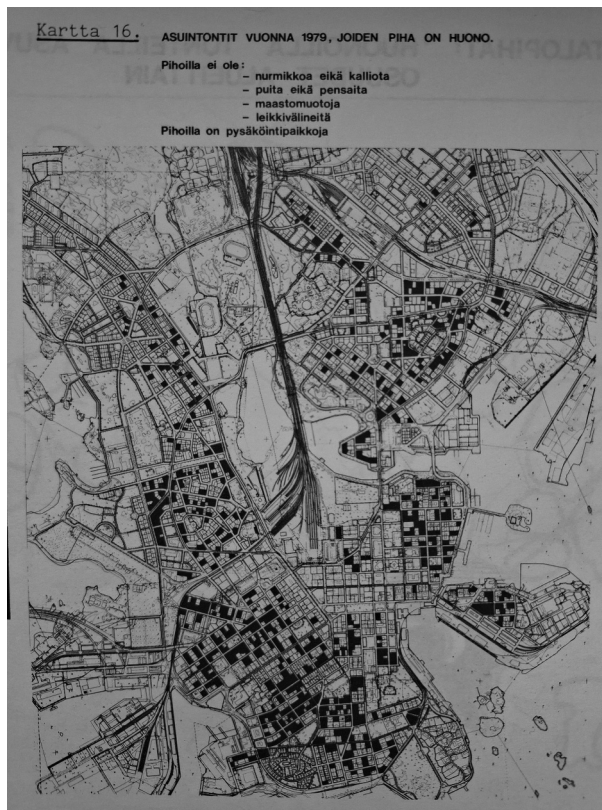 Kartta 16.
ASUINTONTIT VUONNA 1979, JOIDEN PIHA ON HUONO.
Pihoilla ei ole:
- nurmikkoa eikä kalliota
- puita eikä pensaita
- maastomuotoja
- leikkivälineitä
Pihoilla on pysäköintipaikkoja